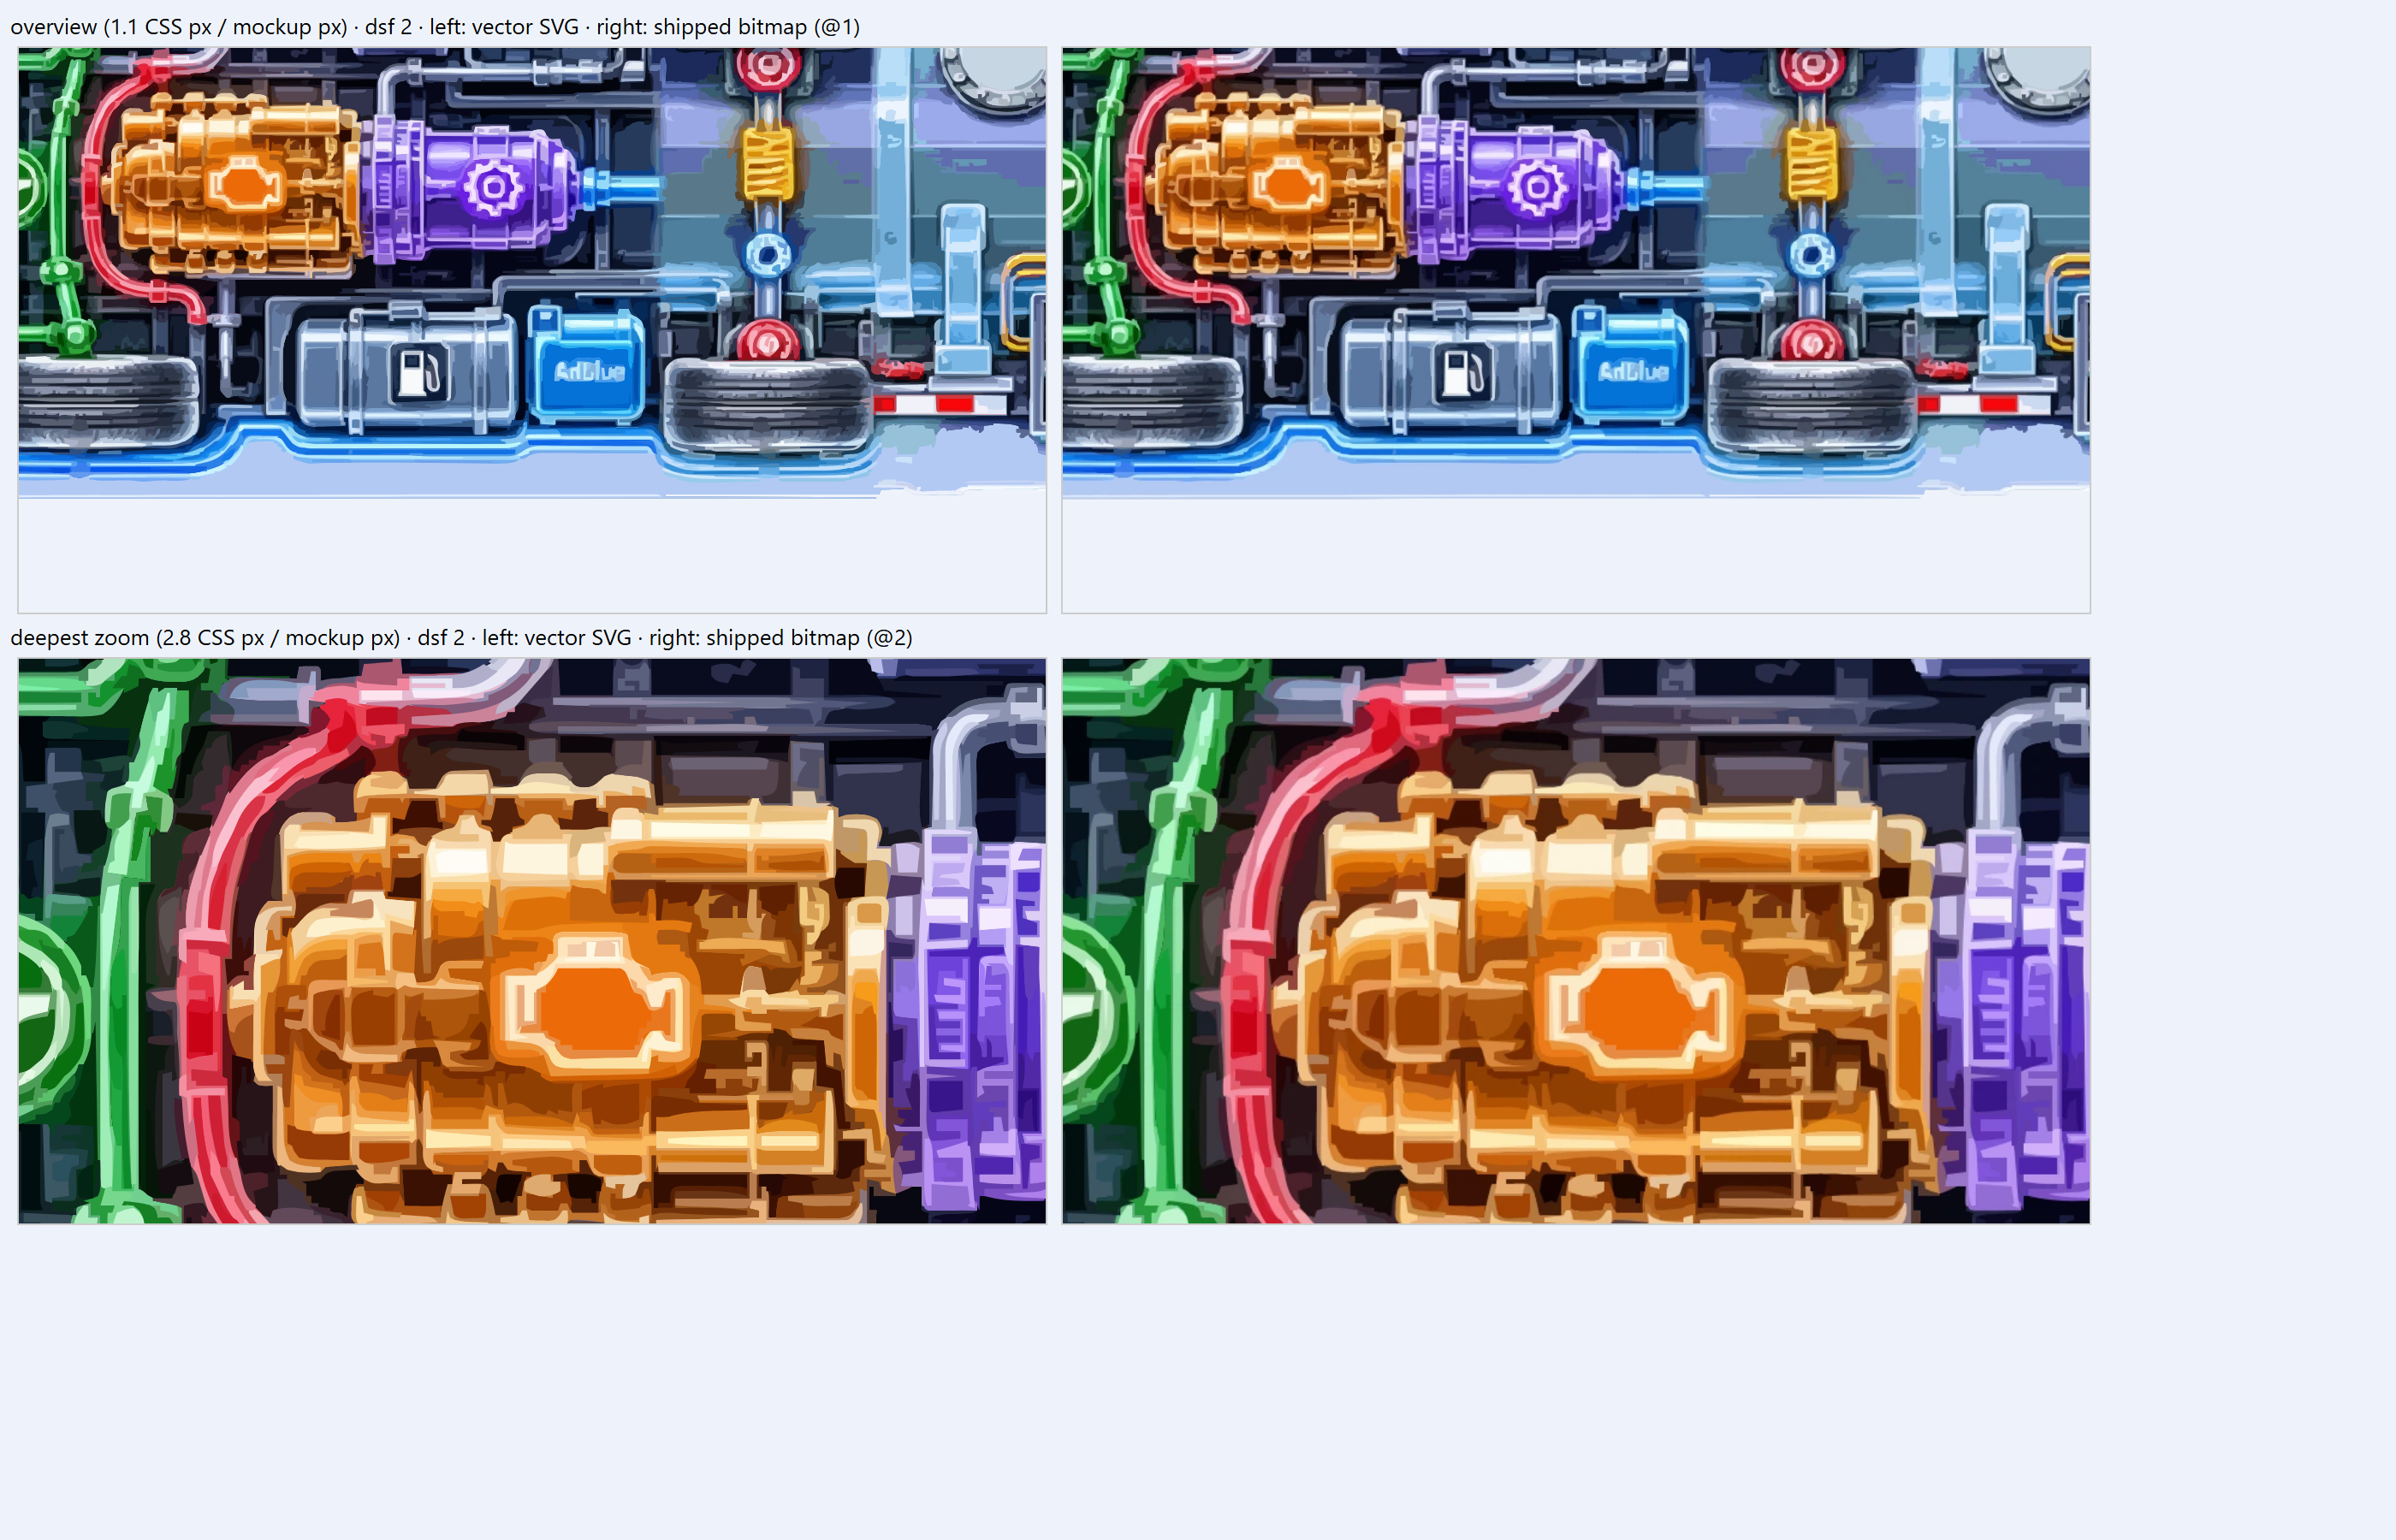 overview (1.1 CSS px / mockup px) · dsf 2 · left: vector SVG · right: shipped bitmap (@1)
AdBlue
AdBlue
deepest zoom (2.8 CSS px / mockup px) · dsf 2 · left: vector SVG · right: shipped bitmap (@2)